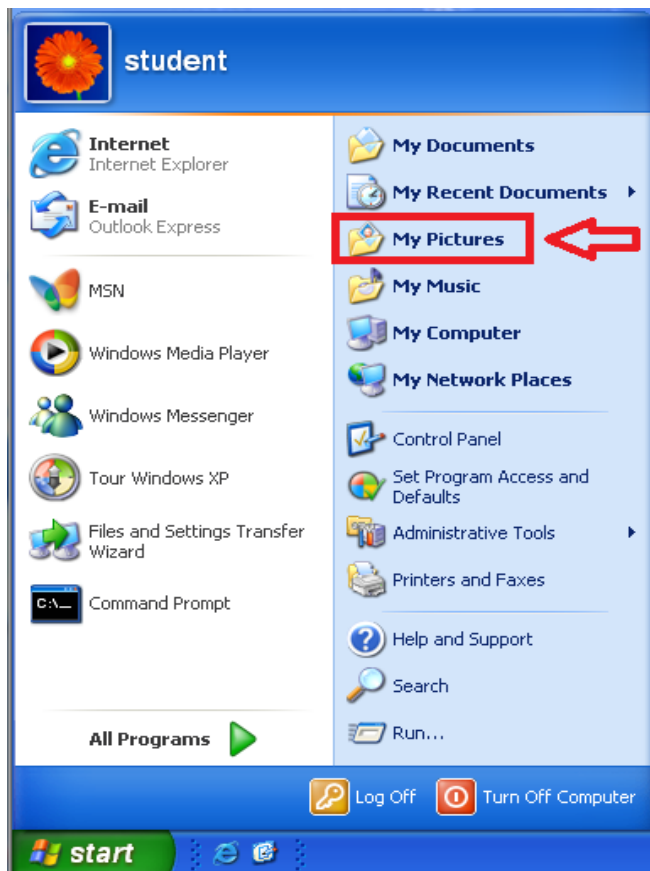 student
Internet
Internet Explorer
E-mail
Outlook Express
MSN
Windows Media Player
Windows Messenger
Tour Windows XP
Files and Settings Transfer
Wizard
C:\_
Command Prompt
All Programs
My Documents
My Recent Documents
My Pictures
My Music
My Computer
My Network Places
Control Panel
Set Program Access and
Defaults
Administrative Tools
Printers and Faxes
Help and Support
Search
Run...
Log Off
Turn Off Computer
start